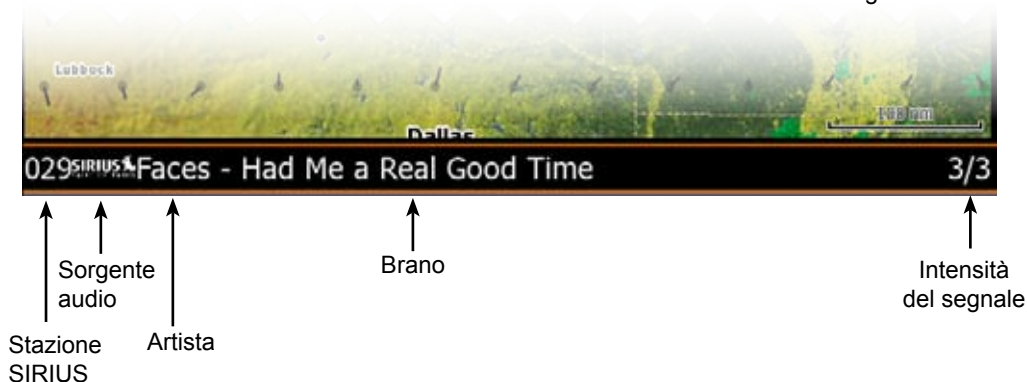 Lubbock
Dallas
029 SIRIUS Faces - Had Me a Real Good Time 3/3
Sorgente
audio
Brano
Intensità
del segnale
Stazione
SIRIUS
Artista